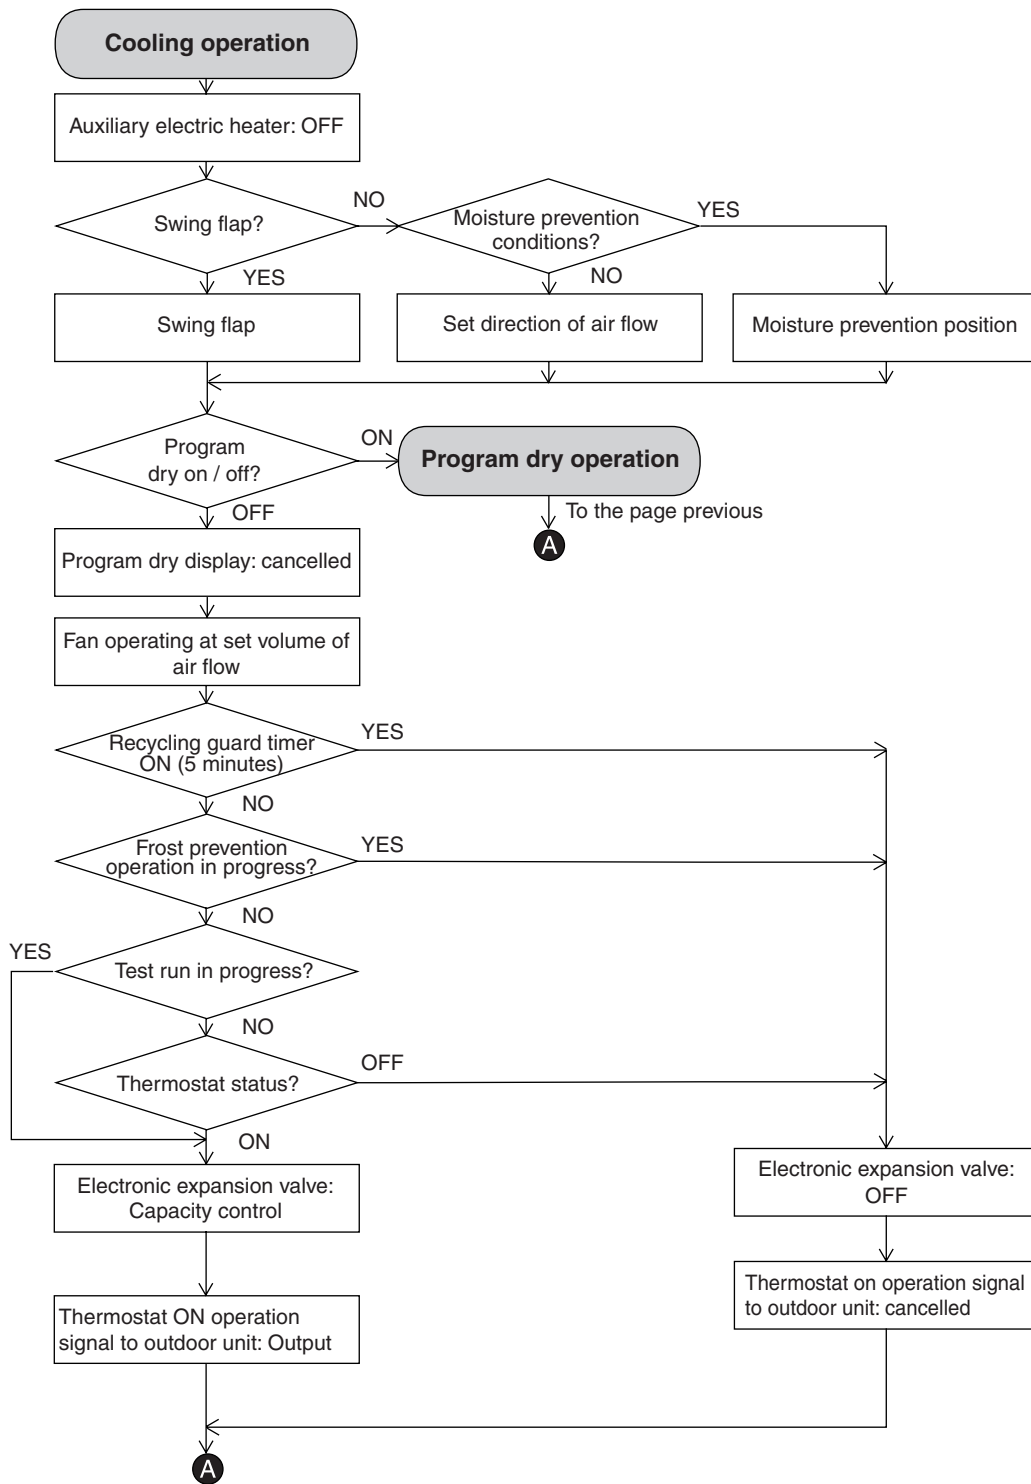 Cooling operation
Auxiliary electric heater: OFF
Swing flap?
NO
Moisture prevention
conditions?
YES
YES
NO
Swing flap
Set direction of air flow
Moisture prevention position
Program
dry on / off?
ON
Program dry operation
OFF
To the page previous
A
Program dry display: cancelled
Fan operating at set volume of
air flow
Recycling guard timer
ON (5 minutes)
YES
NO
Frost prevention
operation in progress?
YES
NO
YES
Test run in progress?
NO
Thermostat status?
OFF
ON
Electronic expansion valve:
Capacity control
Electronic expansion valve:
OFF
Thermostat on operation signal
to outdoor unit: cancelled
Thermostat ON operation
signal to outdoor unit: Output
A